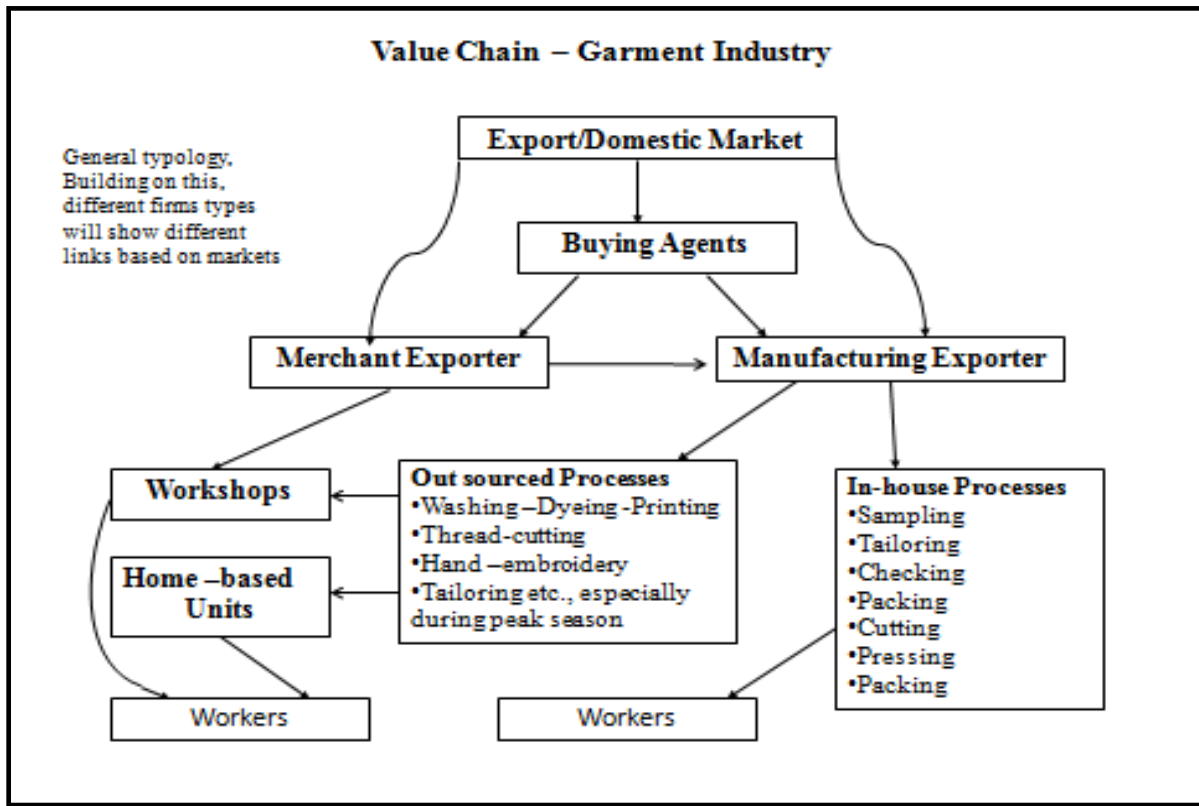 Value Chain – Garment Industry
Export/Domestic Market
General typology,
Building on this,
different firms types
will show different
links based on markets
Buying Agents
Merchant Exporter
Manufacturing Exporter
Workshops
Out sourced Processes
•Washing –Dyeing -Printing
•Thread-cutting
•Hand –embroidery
•Tailoring etc., especially
during peak season
In-house Processes
•Sampling
•Tailoring
•Checking
•Packing
•Cutting
•Pressing
•Packing
Home –based
Units
Workers
Workers